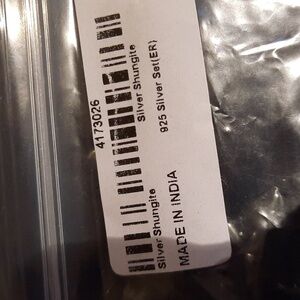 4173026
Silver Shungite
Silver Shungite
925 Silver Set(ER)
MADE IN INDIA